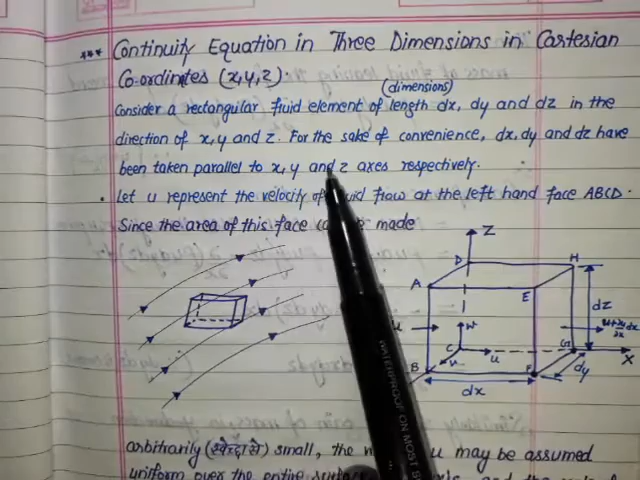 *** Continuity Equation in Three Dimensions in Cartesian
Co-ordinates (x,y,z):-
(dimensions)
Consider a rectangular fluid element of length dx, dy and dz in the
direction of x, y and z. For the sake of convenience, dx, dy and dz have
been taken parallel to x, y and z axes respectively.
• Let u represent the velocity of fluid flow at the left hand face ABCD.
Since the area of this face made
Z
D
H
A
E
dz
u
W
C
u
G
B
F
dy
X
dx
arbitrarily small, the u may be assumed
uniform over the entire